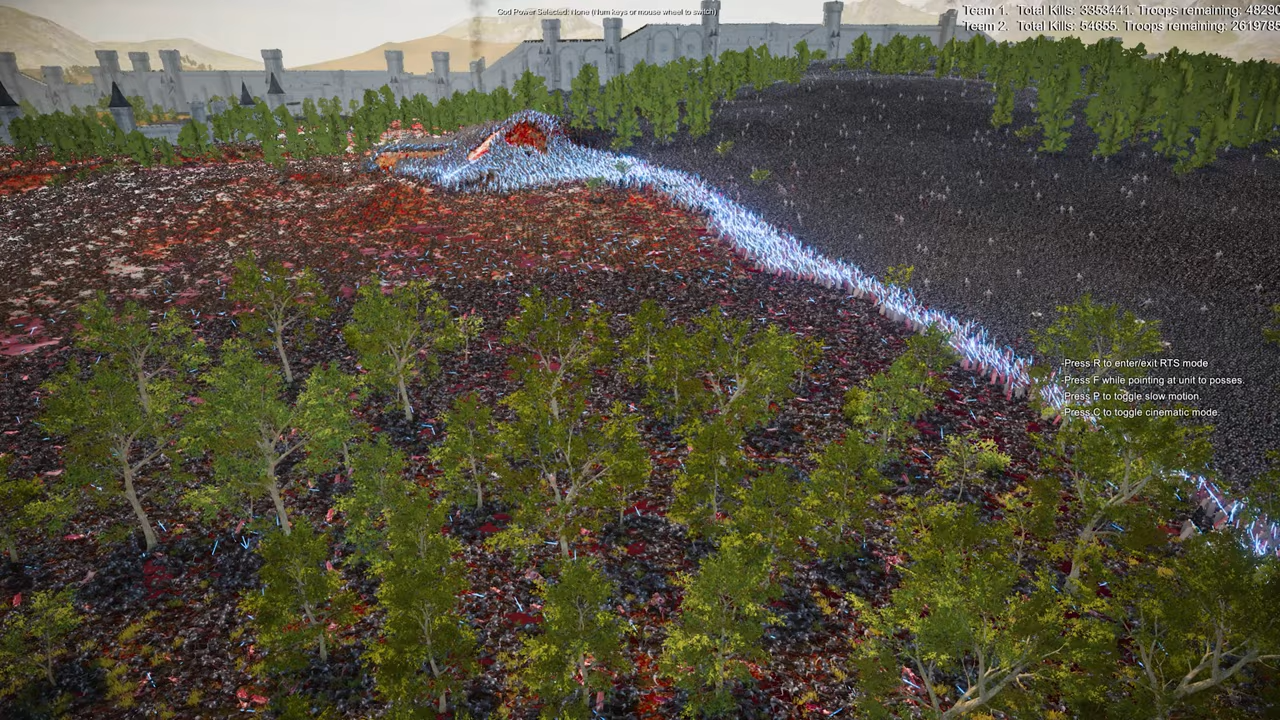 God Power Selected: None (Num keys or mouse wheel to switch)
Team 1. Total Kills: 3353441. Troops remaining: 48290
Team 2. Total Kills: 54655. Troops remaining: 2619785
Press R to enter/exit RTS mode
Press F while pointing at unit to posses.
Press P to toggle slow motion.
Press C to toggle cinematic mode.